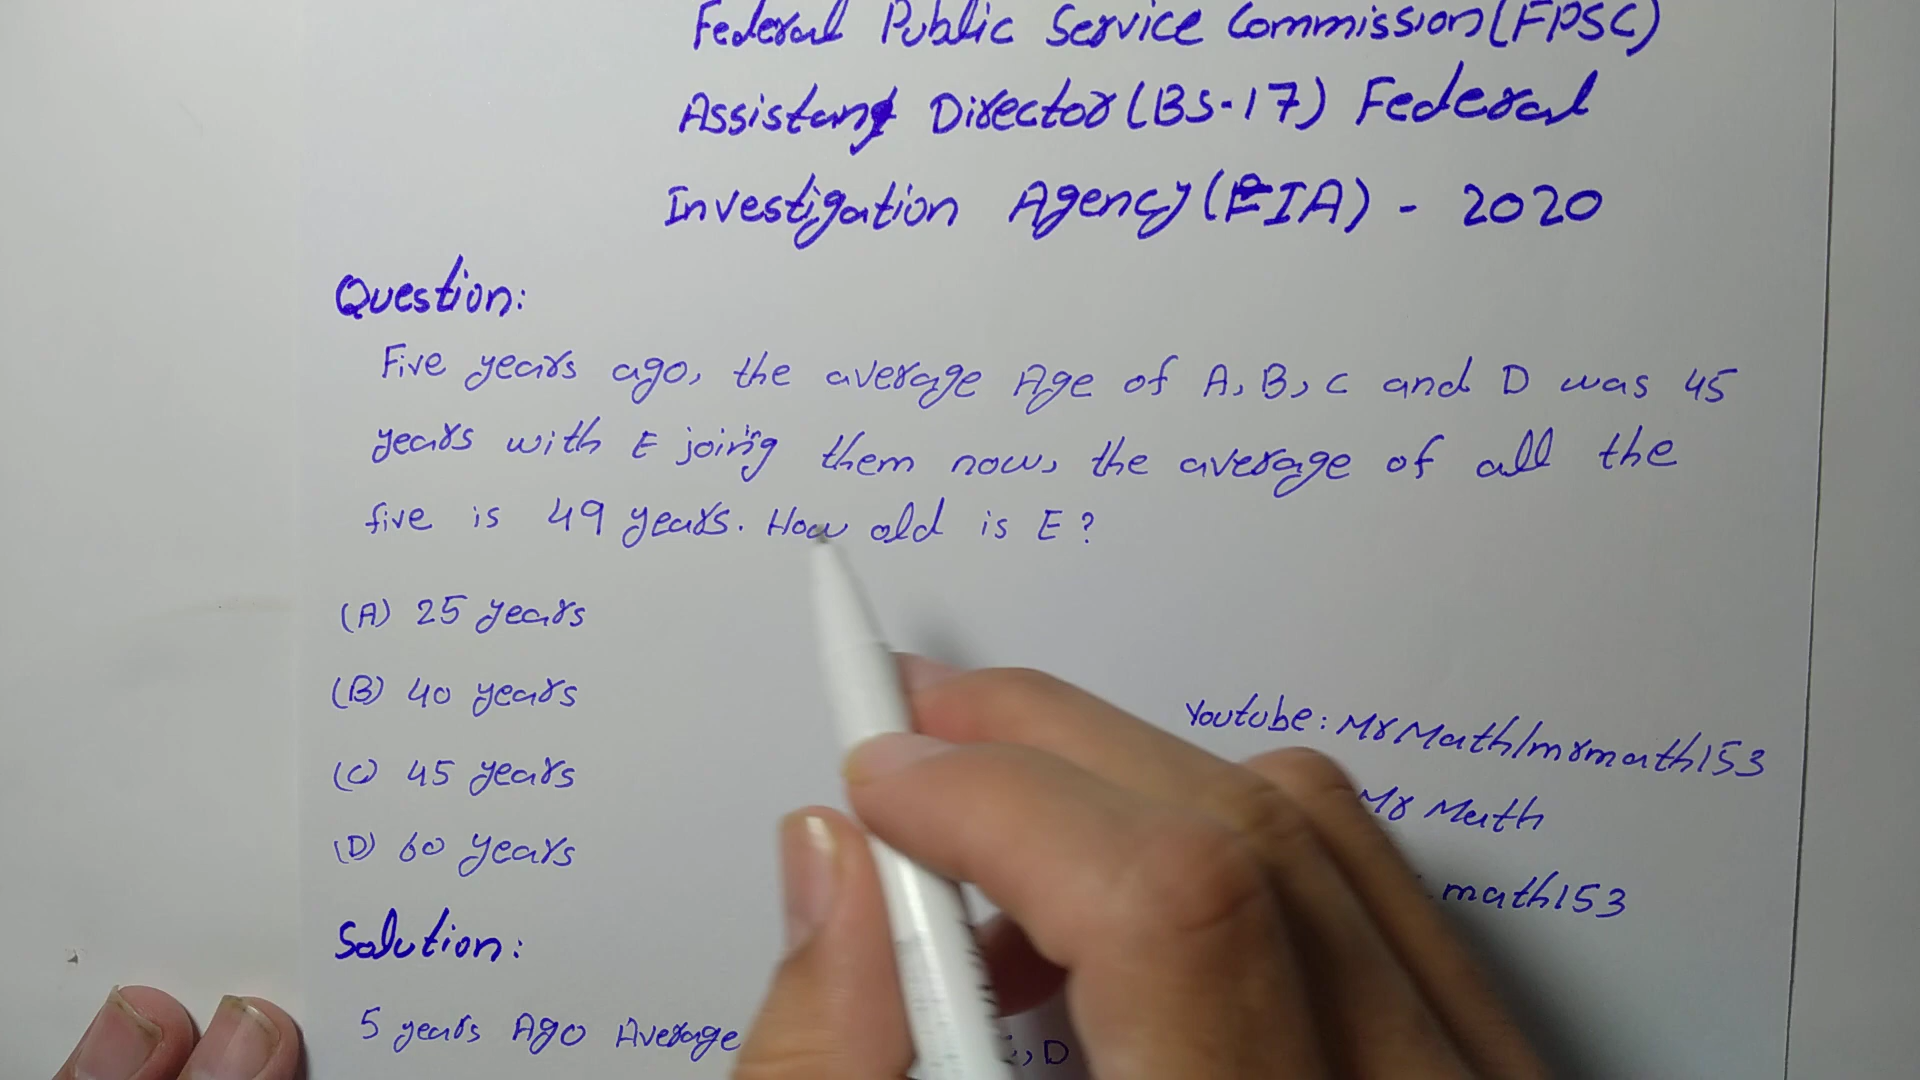 Federal Public Service Commission(FPSC)
Assistant Director(BS-17) Federal
Investigation Agency(FIA) - 2020
Question:
Five years ago, the average Age of A, B, C and D was 45
years with E joing them now, the average of all the
five is 49 years. How old is E?
(A) 25 years
(B) 40 years
(C) 45 years
(D) 60 years
Youtube: Mr Math/mrmath153
Mr Math
math153
Solution:
5 years Ago Average , D